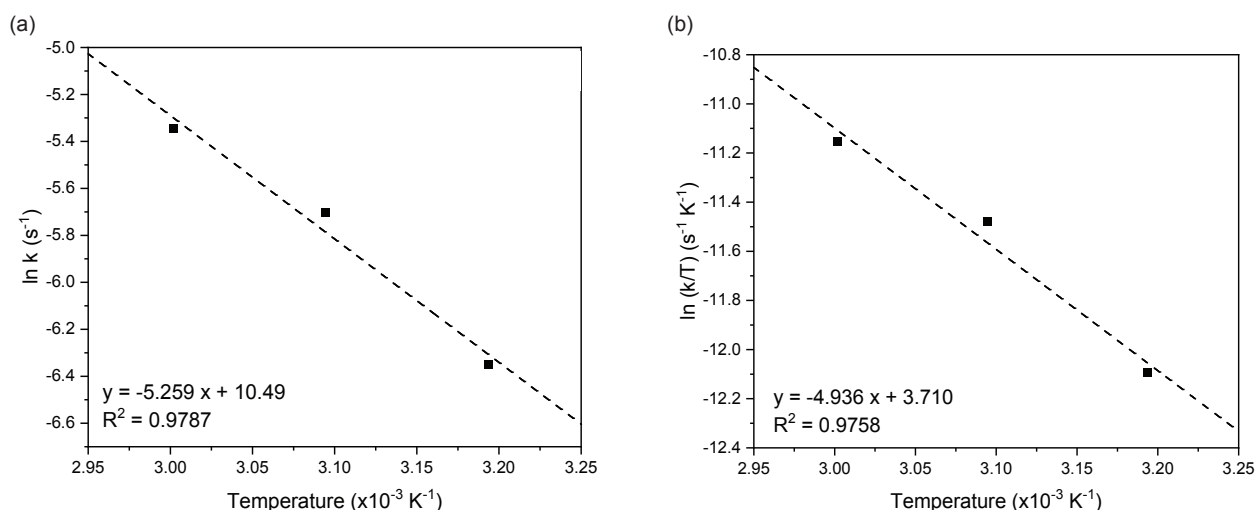 (a)
-5.0
-5.2
-5.4
-5.6
-5.8
-6.0
-6.2
-6.4
-6.6
ln k (s⁻¹)
y = -5.259 x + 10.49
R² = 0.9787
2.95 3.00 3.05 3.10 3.15 3.20 3.25
Temperature (x10⁻³ K⁻¹)
(b)
-10.8
-11.0
-11.2
-11.4
-11.6
-11.8
-12.0
-12.2
-12.4
ln (k/T) (s⁻¹ K⁻¹)
y = -4.936 x + 3.710
R² = 0.9758
2.95 3.00 3.05 3.10 3.15 3.20 3.25
Temperature (x10⁻³ K⁻¹)